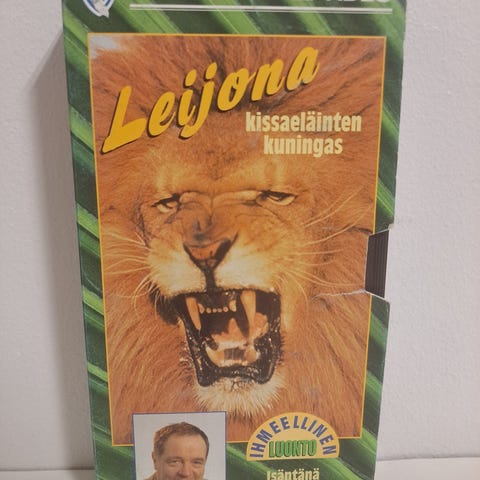 Leijona
kissaeläinten
kuningas
IHMEELLINEN
LUONTO
Isäntänä